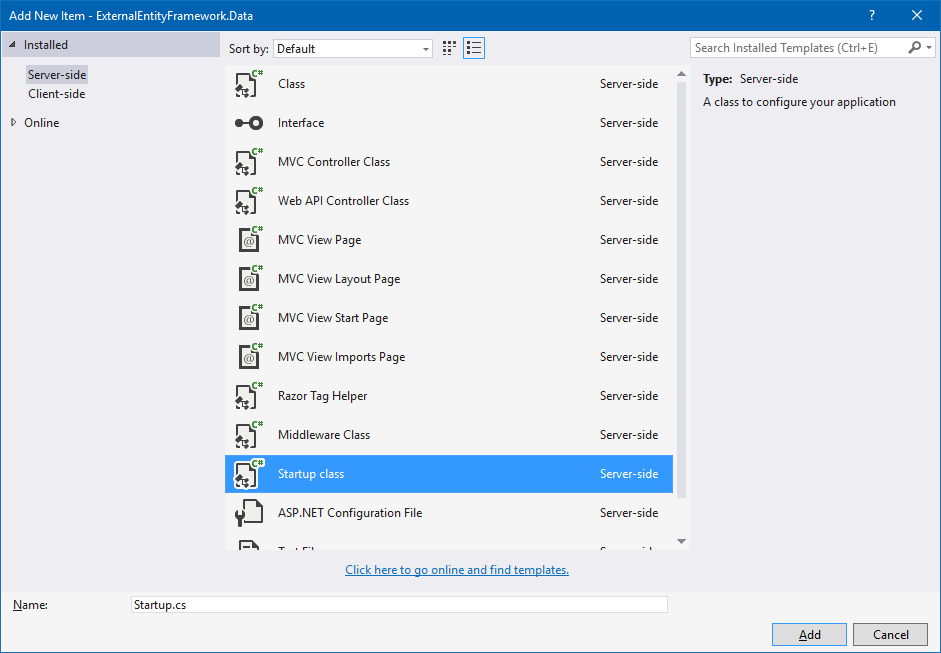 Add New Item - ExternalEntityFramework.Data
Installed
Server-side
Client-side
Online
Sort by: Default
Search Installed Templates (Ctrl+E)
Class Server-side
Interface Server-side
MVC Controller Class Server-side
Web API Controller Class Server-side
MVC View Page Server-side
MVC View Layout Page Server-side
MVC View Start Page Server-side
MVC View Imports Page Server-side
Razor Tag Helper Server-side
Middleware Class Server-side
Startup class Server-side
ASP.NET Configuration File Server-side
Type: Server-side
A class to configure your application
Click here to go online and find templates.
Name: Startup.cs
Add Cancel